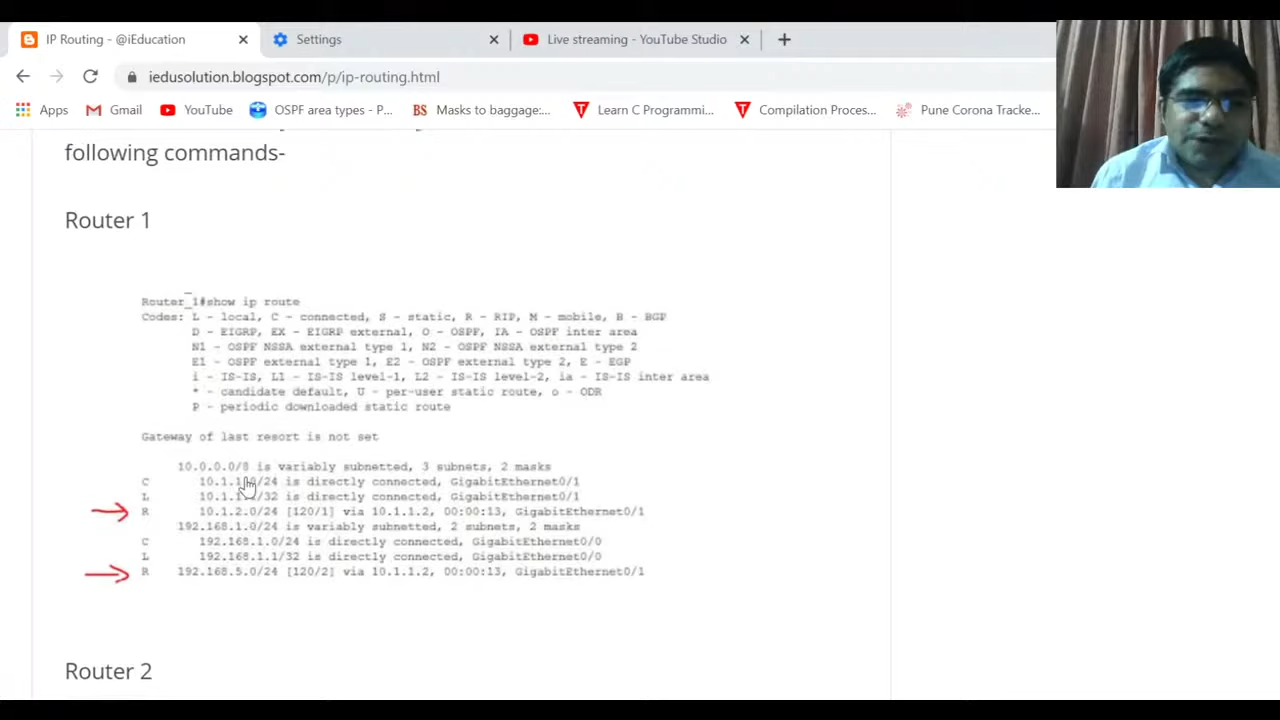 IP Routing - @iEducation
Settings
Live streaming - YouTube Studio
iedusolution.blogspot.com/p/ip-routing.html
Apps Gmail YouTube OSPF area types - P... BS Masks to baggage:... Learn C Programmi... Compilation Proces... Pune Corona Tracke...
following commands-
Router 1
Router_1#show ip route
Codes: L - local, C - connected, S - static, R - RIP, M - mobile, B - BGP
D - EIGRP, EX - EIGRP external, O - OSPF, IA - OSPF inter area
N1 - OSPF NSSA external type 1, N2 - OSPF NSSA external type 2
E1 - OSPF external type 1, E2 - OSPF external type 2, E - EGP
i - IS-IS, L1 - IS-IS level-1, L2 - IS-IS level-2, ia - IS-IS inter area
* - candidate default, U - per-user static route, o - ODR
P - periodic downloaded static route
Gateway of last resort is not set
10.0.0.0/8 is variably subnetted, 3 subnets, 2 masks
C 10.1.1.0/24 is directly connected, GigabitEthernet0/1
L is directly connected, GigabitEthernet0/1
R 10.1.2.0/24 [120/1] via 10.1.1.2, 00:00:13, GigabitEthernet0/1
192.168.1.0/24 is variably subnetted, 2 subnets, 2 masks
C 192.168.1.0/24 is directly connected, GigabitEthernet0/0
L 192.168.1.1/32 is directly connected, GigabitEthernet0/0
R 192.168.5.0/24 [120/2] via 10.1.1.2, 00:00:13, GigabitEthernet0/1
Router 2